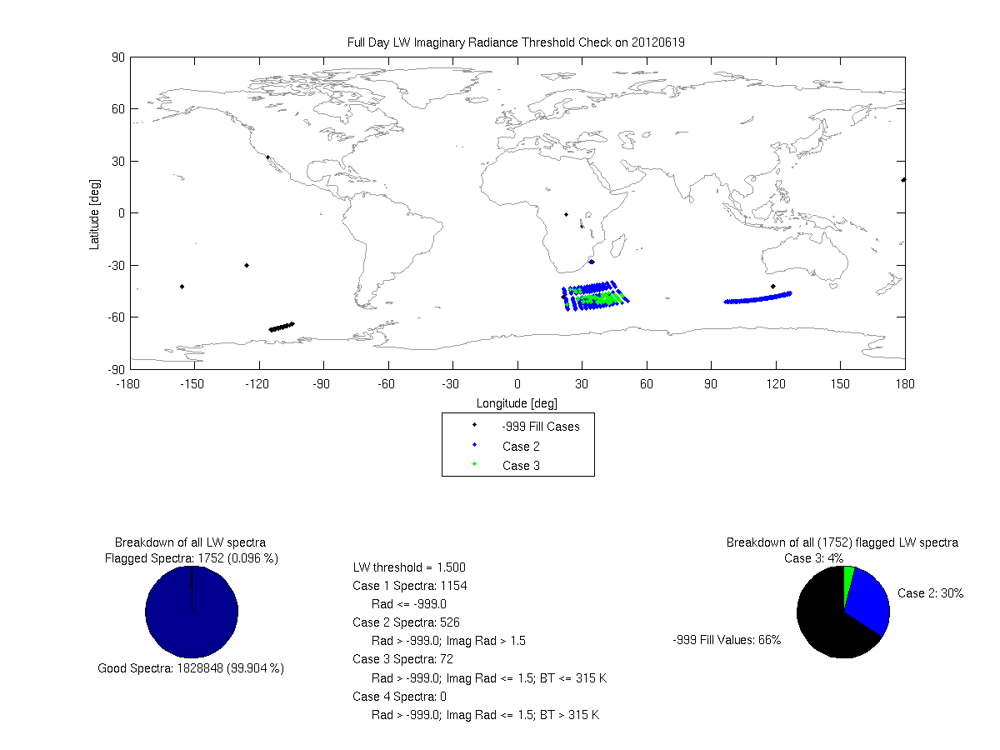 Full Day LW Imaginary Radiance Threshold Check on 20120619
90
60
30
0
-30
-60
-90
Latitude [deg]
-180 -150 -120 -90 -60 -30 0 30 60 90 120 150 180
Longitude [deg]
-999 Fill Cases
Case 2
Case 3
Breakdown of all LW spectra
Flagged Spectra: 1752 (0.096 %)
Good Spectra: 1828848 (99.904 %)
LW threshold = 1.500
Case 1 Spectra: 1154
Rad <= -999.0
Case 2 Spectra: 526
Rad > -999.0; Imag Rad > 1.5
Case 3 Spectra: 72
Rad > -999.0; Imag Rad <= 1.5; BT <= 315 K
Case 4 Spectra: 0
Rad > -999.0; Imag Rad <= 1.5; BT > 315 K
Breakdown of all (1752) flagged LW spectra
Case 3: 4%
Case 2: 30%
-999 Fill Values: 66%